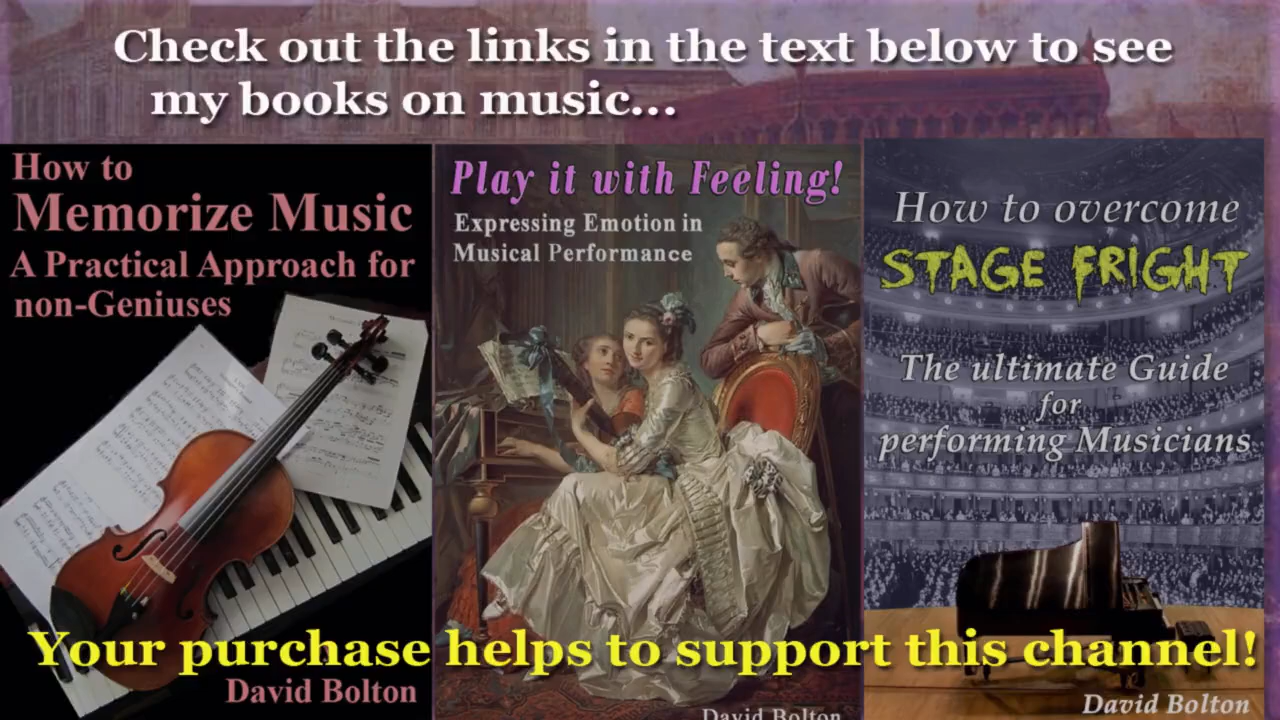 Check out the links in the text below to see
my books on music...
How to
Memorize Music
A Practical Approach for
non-Geniuses
Play it with Feeling!
Expressing Emotion in
Musical Performance
How to overcome
STAGE FRIGHT
The ultimate Guide
for
performing Musicians
Your purchase helps to support this channel!
David Bolton
David Bolton
David Bolton